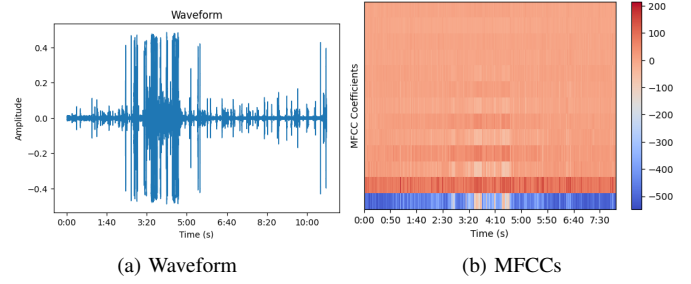 Waveform
0.4
0.2
0.0
−0.2
−0.4
Amplitude
0:00 1:40 3:20 5:00 6:40 8:20 10:00
Time (s)
(a) Waveform
MFCC Coefficients
0:00 0:50 1:40 2:30 3:20 4:10 5:00 5:50 6:40 7:30
Time (s)
200
100
0
−100
−200
−300
−400
−500
(b) MFCCs